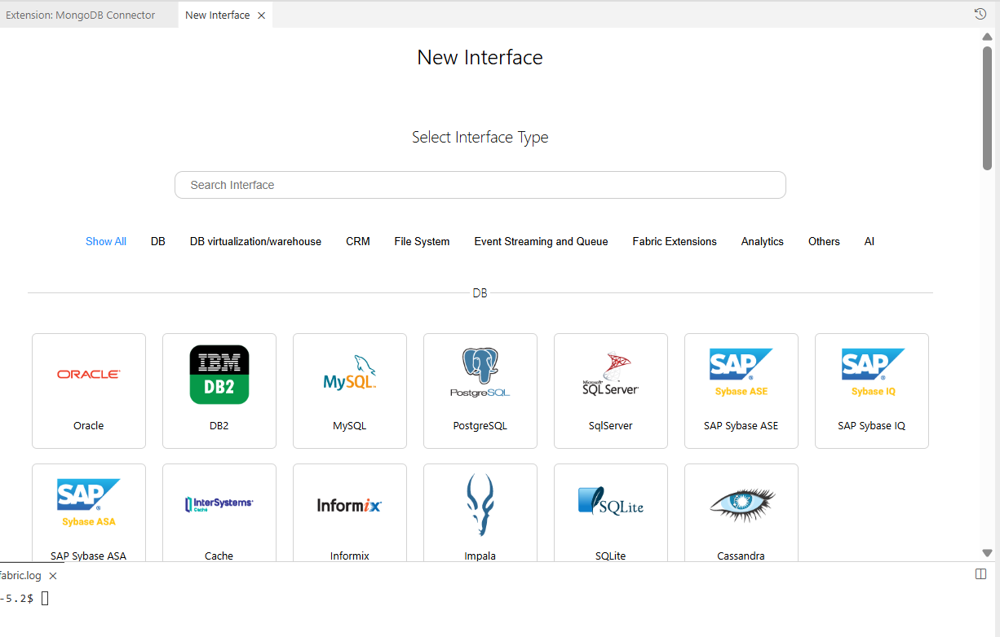 Extension: MongoDB Connector New Interface
New Interface
Select Interface Type
Search Interface
Show All DB DB virtualization/warehouse CRM File System Event Streaming and Queue Fabric Extensions Analytics Others AI
DB
ORACLE
Oracle
IBM
DB2
DB2
MySQL
MySQL
PostgreSQL
PostgreSQL
Microsoft
SQL Server
SqlServer
SAP
Sybase ASE
SAP Sybase ASE
SAP
Sybase IQ
SAP Sybase IQ
SAP
Sybase ASA
SAP Sybase ASA
InterSystems
Caché
Cache
Informix
Informix
Impala
SQLite
SQLite
Cassandra
fabric.log
-5.2$